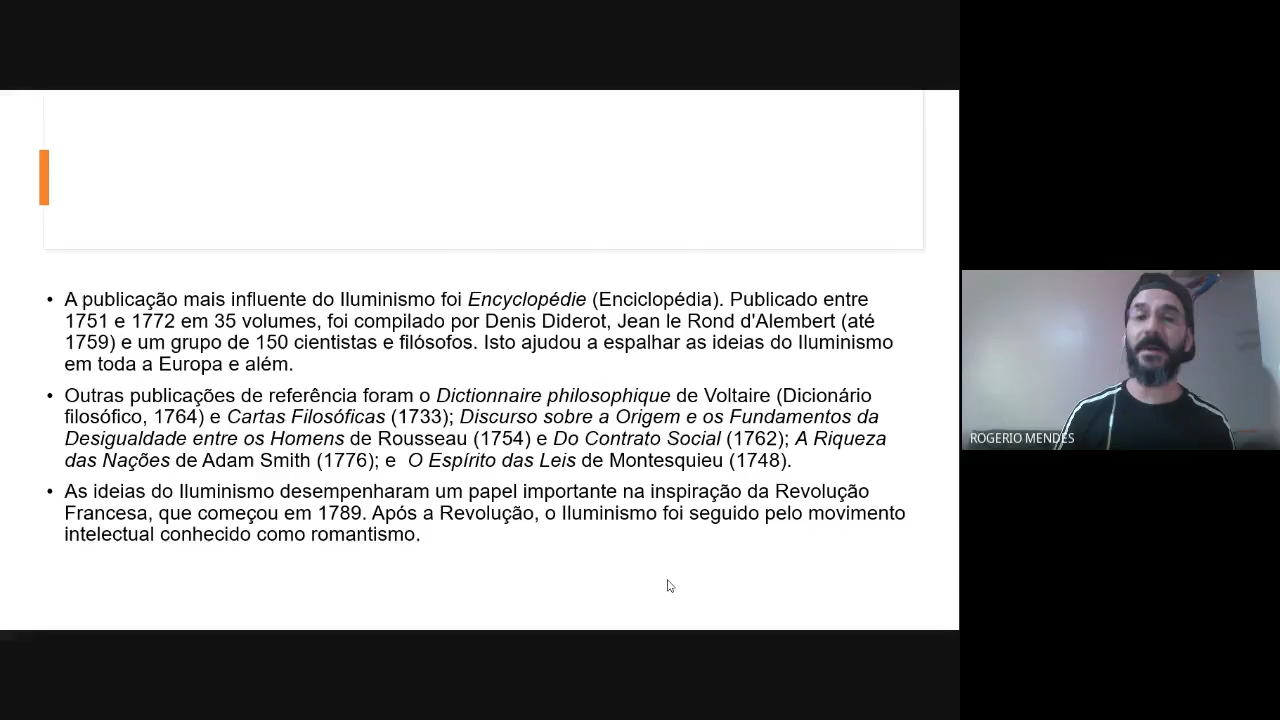 • A publicação mais influente do Iluminismo foi Encyclopédie (Enciclopédia). Publicado entre
1751 e 1772 em 35 volumes, foi compilado por Denis Diderot, Jean le Rond d'Alembert (até
1759) e um grupo de 150 cientistas e filósofos. Isto ajudou a espalhar as ideias do Iluminismo
em toda a Europa e além.
• Outras publicações de referência foram o Dictionnaire philosophique de Voltaire (Dicionário
filosófico, 1764) e Cartas Filosóficas (1733); Discurso sobre a Origem e os Fundamentos da
Desigualdade entre os Homens de Rousseau (1754) e Do Contrato Social (1762); A Riqueza
das Nações de Adam Smith (1776); e O Espírito das Leis de Montesquieu (1748).
• As ideias do Iluminismo desempenharam um papel importante na inspiração da Revolução
Francesa, que começou em 1789. Após a Revolução, o Iluminismo foi seguido pelo movimento
intelectual conhecido como romantismo.
ROGERIO MENDES